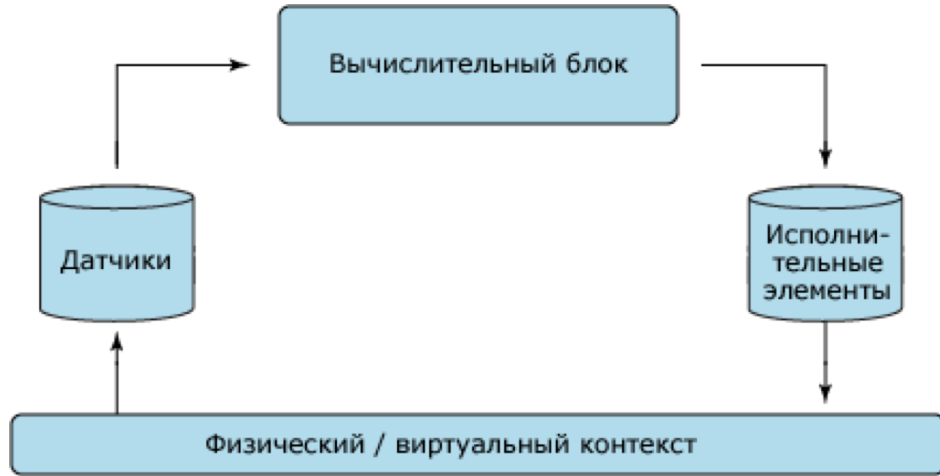 Вычислительный блок
Датчики
Исполни-
тельные
элементы
Физический / виртуальный контекст